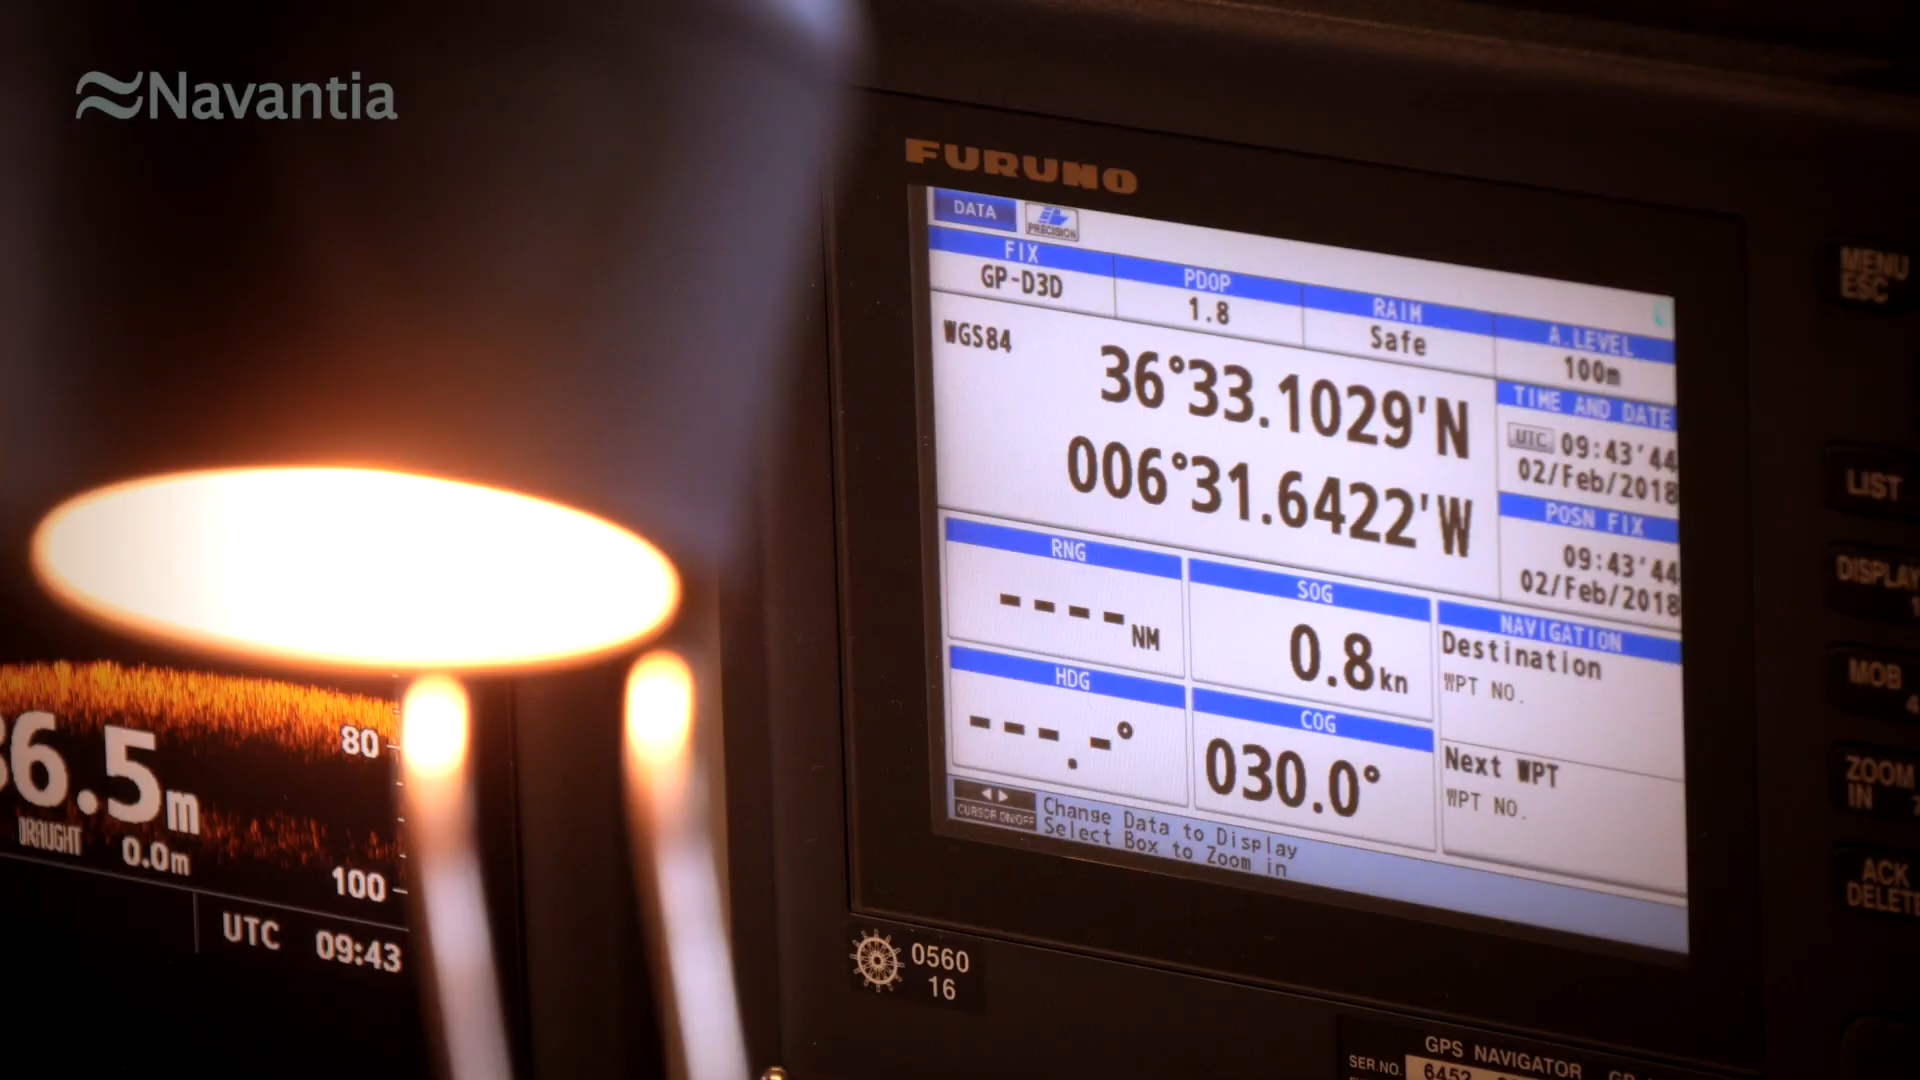 Navantia
FURUNO
DATA
PRECISION
FIX
GP-D3D
PDOP
1.8
RAIM
Safe
A.LEVEL
100m
WGS84
36°33.1029'N
006°31.6422'W
TIME AND DATE
UTC 09:43'44
02/Feb/2018
POSN FIX
09:43'44
02/Feb/2018
RNG
----NM
SOG
0.8kn
HDG
---.-°
COG
030.0°
NAVIGATION
Destination
WPT NO.
Next WPT
WPT NO.
CURSOR ON/OFF
Change Data to Display
Select Box to Zoom in
MENU
ESC
LIST
DISPLAY
MOB
ZOOM
IN
ACK
DELETE
6.5m
DRAUGHT 0.0m
80
100
UTC 09:43
0560
16
GPS NAVIGATOR
SER.NO. 6452